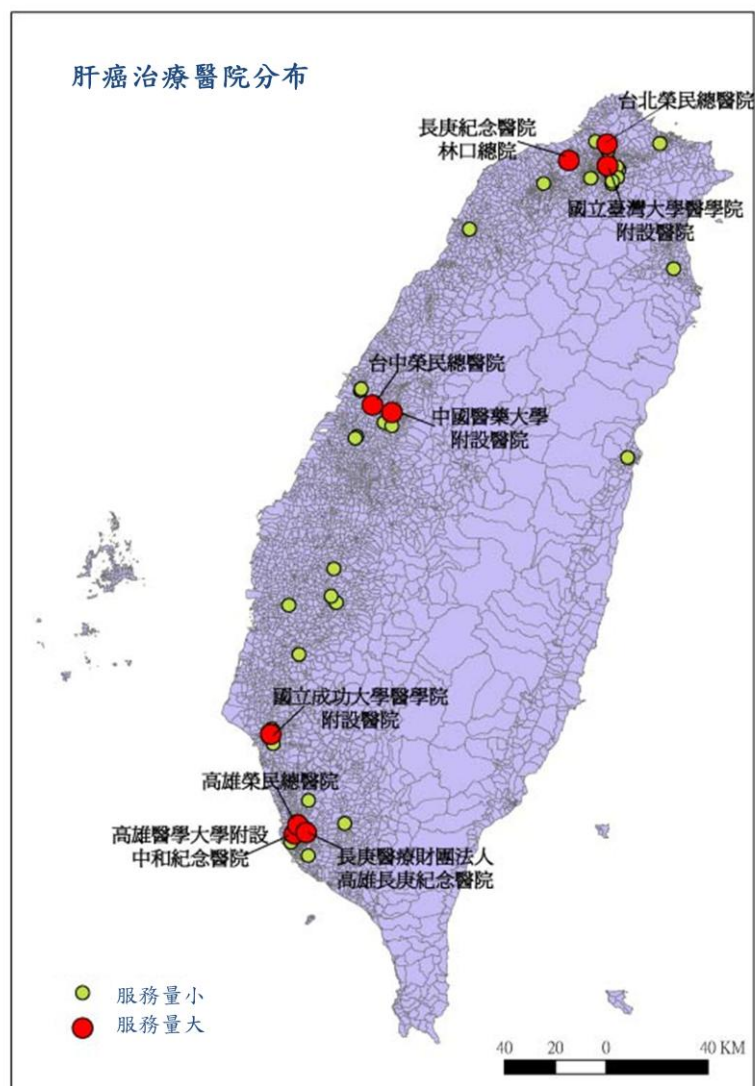 肝癌治療醫院分布
台北榮民總醫院
長庚紀念醫院
林口總院
國立臺灣大學醫學院
附設醫院
台中榮民總醫院
中國醫藥大學
附設醫院
國立成功大學醫學院
附設醫院
高雄榮民總醫院
高雄醫學大學附設
中和紀念醫院
長庚醫療財團法人
高雄長庚紀念醫院
服務量小
服務量大
40 20 0 40 KM